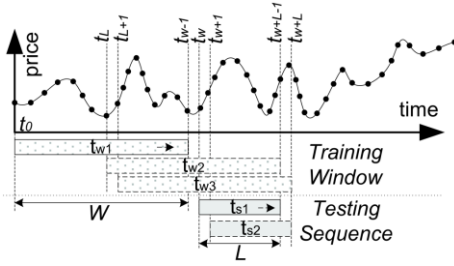 price
t_L
t_L+1
t_w-1
t_w
t_w+1
t_w+L-1
t_w+L
time
t_0
t_w1
Training
t_w2
Window
t_w3
W
t_s1
Testing
t_s2
Sequence
L